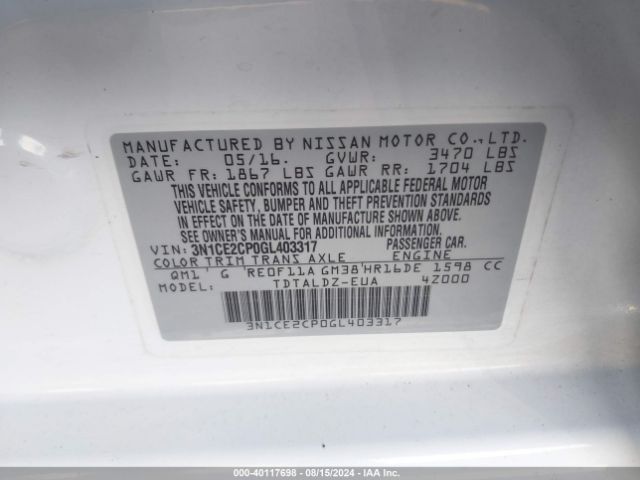 MANUFACTURED BY NISSAN MOTOR CO.,LTD.
DATE: 05/16. GVWR: 3470 LBS
GAWR FR: 1867 LBS GAWR RR: 1704 LBS
THIS VEHICLE CONFORMS TO ALL APPLICABLE FEDERAL MOTOR
VEHICLE SAFETY, BUMPER AND THEFT PREVENTION STANDARDS
IN EFFECT ON THE DATE OF MANUFACTURE SHOWN ABOVE.
SEE OWNER'S MANUAL FOR ADDITIONAL INFORMATION.
VIN: 3N1CE2CP0GL403317 PASSENGER CAR.
COLOR TRIM TRANS AXLE ENGINE
QM1 G RE0F11A GM38 HR16DE 1598 CC
MODEL: TDTALDZ-EUA 4Z000
3N1CE2CP0GL403317
000-40117698 - 08/15/2024 - IAA Inc.